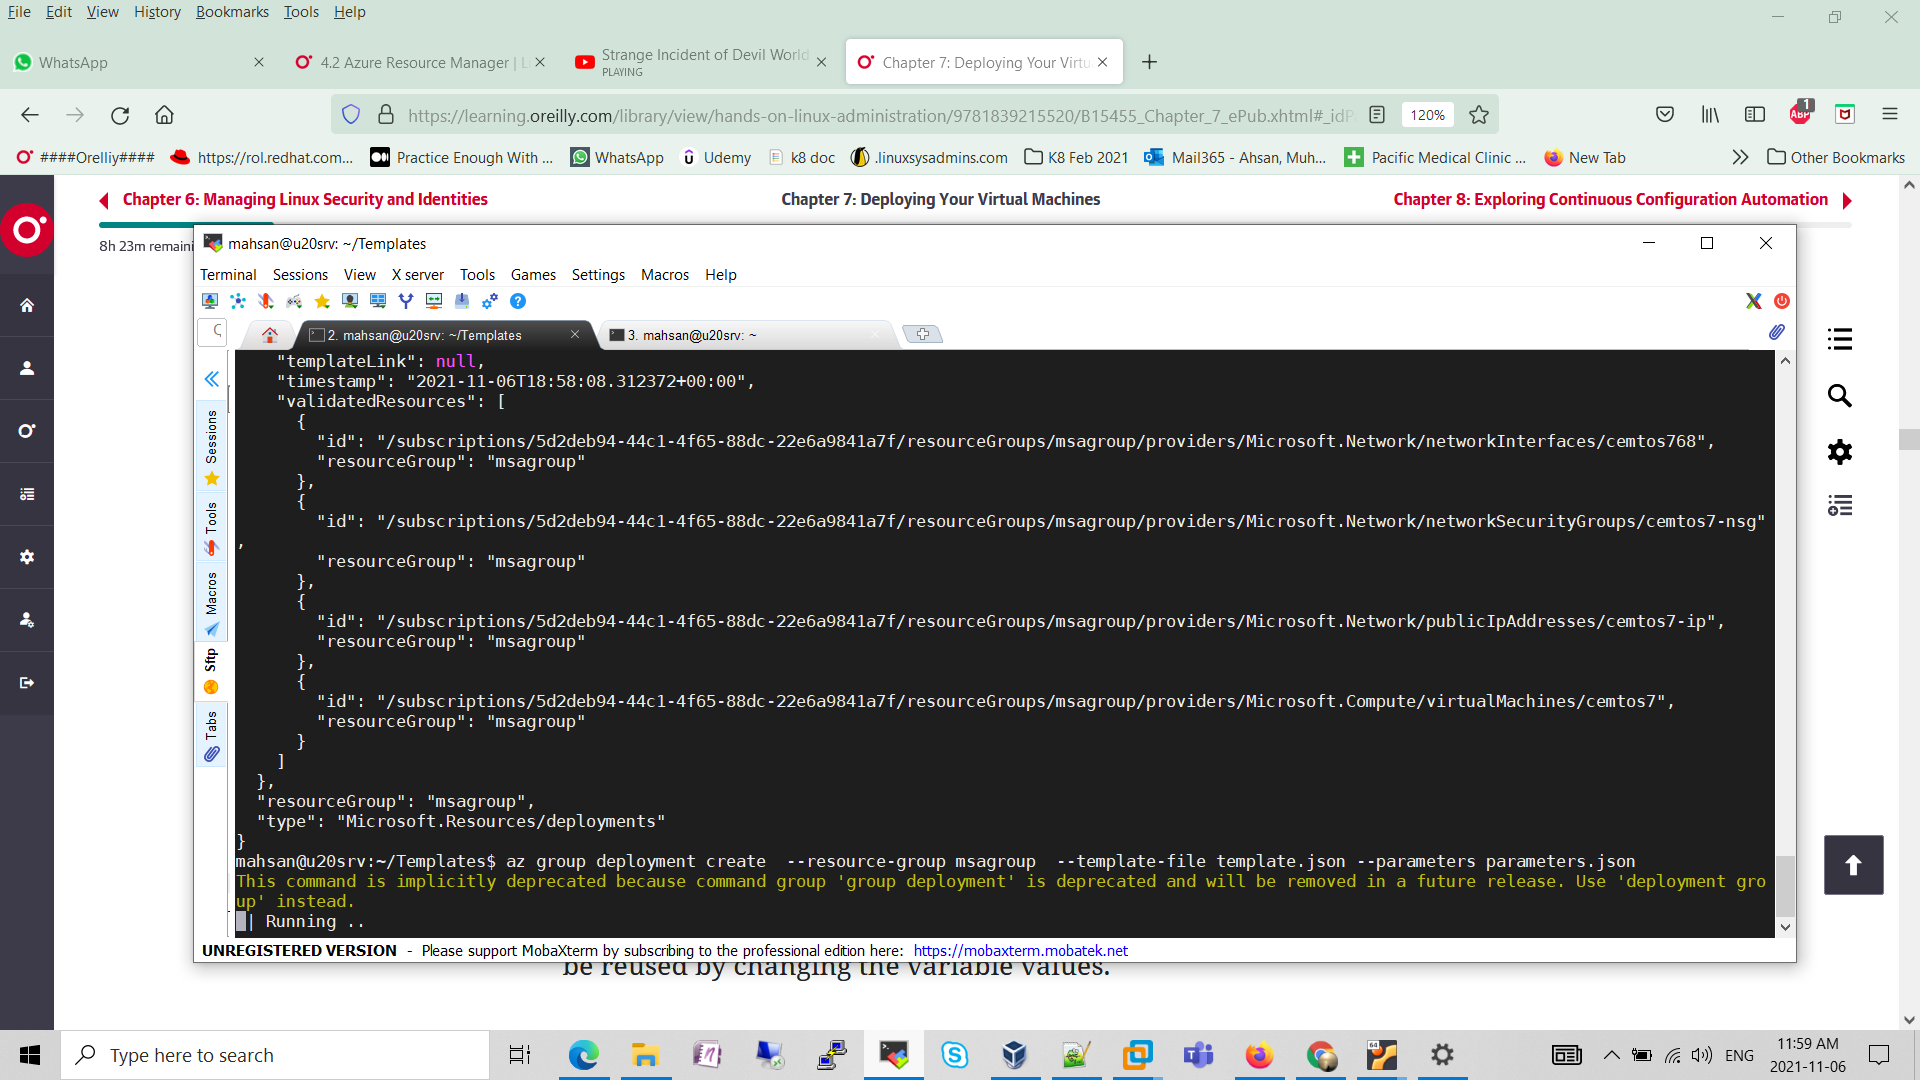 File Edit View History Bookmarks Tools Help
WhatsApp
4.2 Azure Resource Manager | Li
Strange Incident of Devil World
PLAYING
Chapter 7: Deploying Your Virtu
https://learning.oreilly.com/library/view/hands-on-linux-administration/9781839215520/B15455_Chapter_7_ePub.xhtml#_idP
120%
1
ABP
####Orelliy####
https://rol.redhat.com...
Practice Enough With ...
WhatsApp
Udemy
k8 doc
.linuxsysadmins.com
K8 Feb 2021
Mail365 - Ahsan, Muh...
Pacific Medical Clinic ...
New Tab
Other Bookmarks
Chapter 6: Managing Linux Security and Identities
Chapter 7: Deploying Your Virtual Machines
Chapter 8: Exploring Continuous Configuration Automation
8h 23m remaini
mahsan@u20srv: ~/Templates
Terminal Sessions View X server Tools Games Settings Macros Help
2. mahsan@u20srv: ~/Templates
3. mahsan@u20srv: ~
Sessions
Tools
Macros
Sftp
Tabs
"templateLink": null,
"timestamp": "2021-11-06T18:58:08.312372+00:00",
"validatedResources": [
{
"id": "/subscriptions/5d2deb94-44c1-4f65-88dc-22e6a9841a7f/resourceGroups/msagroup/providers/Microsoft.Network/networkInterfaces/cemtos768",
"resourceGroup": "msagroup"
},
{
"id": "/subscriptions/5d2deb94-44c1-4f65-88dc-22e6a9841a7f/resourceGroups/msagroup/providers/Microsoft.Network/networkSecurityGroups/cemtos7-nsg"
,
"resourceGroup": "msagroup"
},
{
"id": "/subscriptions/5d2deb94-44c1-4f65-88dc-22e6a9841a7f/resourceGroups/msagroup/providers/Microsoft.Network/publicIpAddresses/cemtos7-ip",
"resourceGroup": "msagroup"
},
{
"id": "/subscriptions/5d2deb94-44c1-4f65-88dc-22e6a9841a7f/resourceGroups/msagroup/providers/Microsoft.Compute/virtualMachines/cemtos7",
"resourceGroup": "msagroup"
}
]
},
"resourceGroup": "msagroup",
"type": "Microsoft.Resources/deployments"
}
mahsan@u20srv:~/Templates$ az group deployment create  --resource-group msagroup  --template-file template.json --parameters parameters.json
This command is implicitly deprecated because command group 'group deployment' is deprecated and will be removed in a future release. Use 'deployment gro
up' instead.
| Running ..
UNREGISTERED VERSION - Please support MobaXterm by subscribing to the professional edition here: https://mobaxterm.mobatek.net
be reused by changing the variable values.
Type here to search
ENG
11:59 AM
2021-11-06